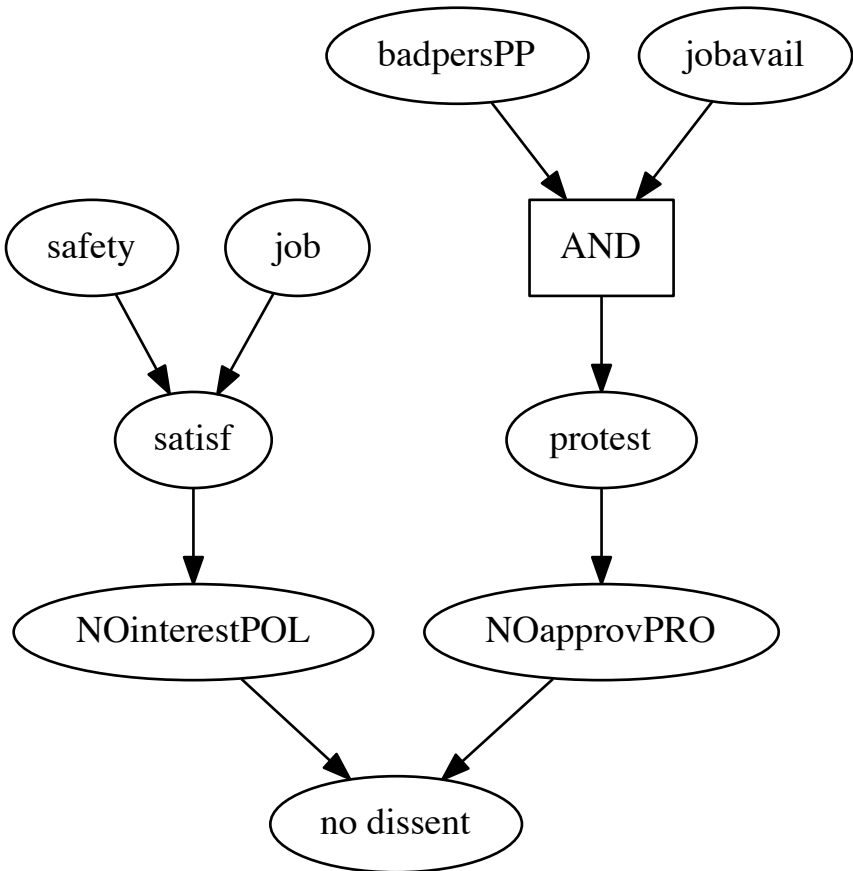 badpersPP
jobavail
safety
job
AND
satisf
protest
NOinterestPOL
NOapprovPRO
no dissent